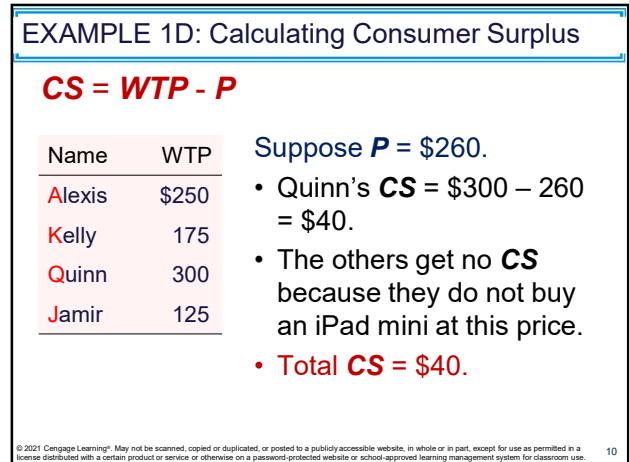 EXAMPLE 1D: Calculating Consumer Surplus
CS = WTP - P
Name WTP
Alexis $250
Kelly 175
Quinn 300
Jamir 125
Suppose P = $260.
• Quinn’s CS = $300 – 260
= $40.
• The others get no CS
because they do not buy
an iPad mini at this price.
• Total CS = $40.
© 2021 Cengage Learning®. May not be scanned, copied or duplicated, or posted to a publicly accessible website, in whole or in part, except for use as permitted in a
license distributed with a certain product or service or otherwise on a password-protected website or school-approved learning management system for classroom use.
10